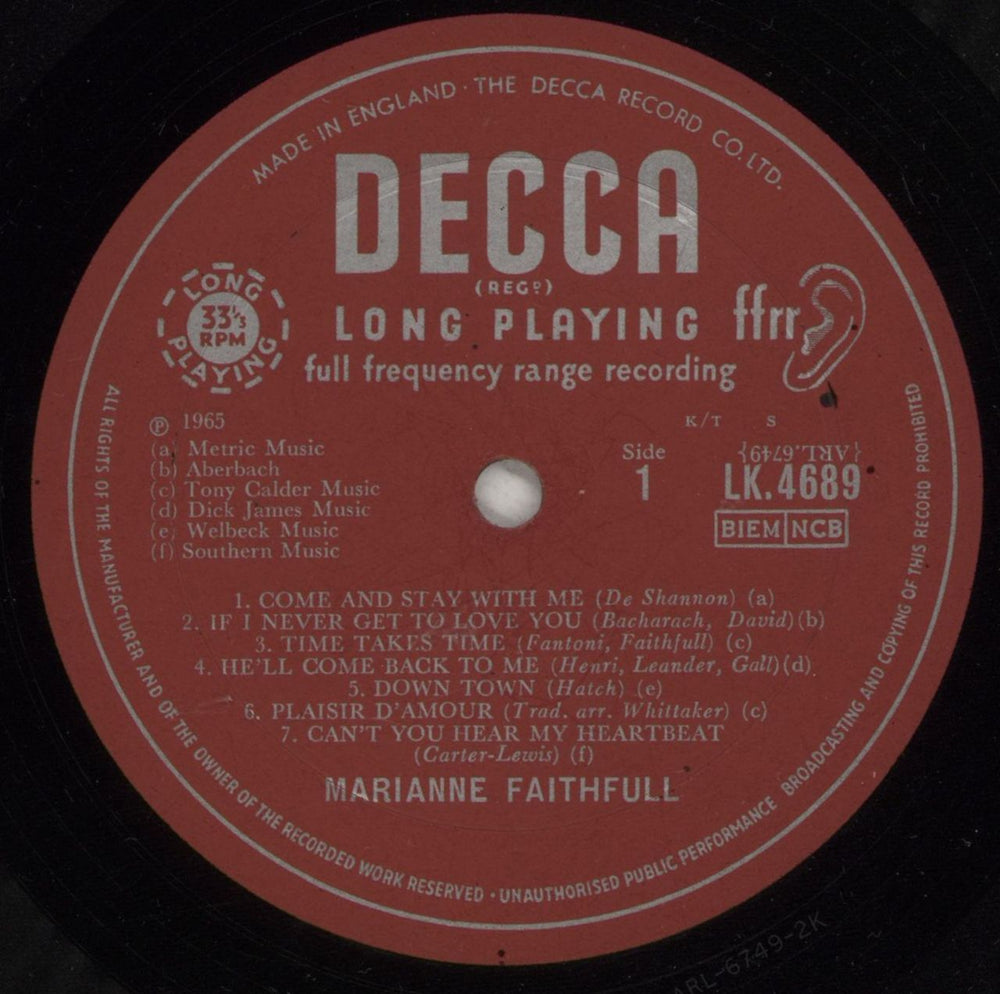 MADE IN ENGLAND · THE DECCA RECORD CO. LTD.
DECCA
(REGD)
LONG PLAYING
ffrr
full frequency range recording
LONG
33⅓
RPM
PLAYING
℗ 1965
(a) Metric Music
(b) Aberbach
(c) Tony Calder Music
(d) Dick James Music
(e) Welbeck Music
(f) Southern Music
K/T S
Side
1
{ARL.6749}
LK.4689
BIEM NCB
1. COME AND STAY WITH ME (De Shannon) (a)
2. IF I NEVER GET TO LOVE YOU (Bacharach, David)(b)
3. TIME TAKES TIME (Fantoni, Faithfull) (c)
4. HE'LL COME BACK TO ME (Henri, Leander, Gall)(d)
5. DOWN TOWN (Hatch) (e)
6. PLAISIR D'AMOUR (Trad. arr. Whittaker) (c)
7. CAN'T YOU HEAR MY HEARTBEAT
(Carter-Lewis) (f)
MARIANNE FAITHFULL
ALL RIGHTS OF THE MANUFACTURER AND OF THE OWNER OF THE RECORDED WORK RESERVED · UNAUTHORISED PUBLIC PERFORMANCE BROADCASTING AND COPYING OF THIS RECORD PROHIBITED
ARL-6749-2K